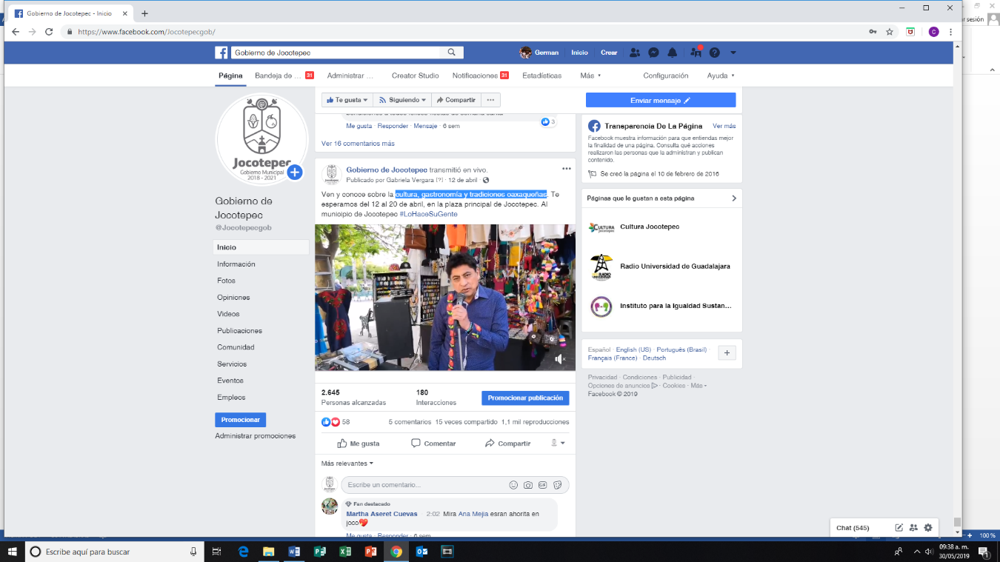 Gobierno de Jocotepec - Inicio
https://www.facebook.com/Jocotepecgob/
sesión
Gobierno de Jocotepec
German Inicio Crear
Página Bandeja de ... 31 Administrar ... Creator Studio Notificaciones 31 Estadísticas Más Configuración Ayuda
Te gusta Siguiendo Compartir ...
Enviar mensaje
Jocotepec
Gobierno Municipal
2018 - 2021
Gobierno de
Jocotepec
@Jocotepecgob
Inicio
Información
Fotos
Opiniones
Videos
Publicaciones
Comunidad
Servicios
Eventos
Empleos
Promocionar
Administrar promociones
Me gusta · Responder · Mensaje · 6 sem
3
Ver 16 comentarios más
Gobierno de Jocotepec transmitió en vivo.
Publicado por Gabriela Vergara [?] · 12 de abril ·
Ven y conoce sobre la cultura, gastronomía y tradiciones oaxaqueñas. Te
esperamos del 12 al 20 de abril, en la plaza principal de Jocotepec. Al
municipio de Jocotepec #LoHaceSuGente
2.645
Personas alcanzadas
180
Interacciones
Promocionar publicación
58
5 comentarios 15 veces compartido 1,1 mil reproducciones
Me gusta Comentar Compartir
Más relevantes
Escribe un comentario...
GIF
Fan destacado
Martha Aseret Cuevas · 2:02 Mira Ana Mejia esran ahorita en
joco
Me gusta · Responder · 6 sem
Transparencia De La Página Ver más
Facebook muestra información para que entiendas mejor
la finalidad de una página. Consulta qué acciones
realizaron las personas que la administran y publican
contenido.
Se creó la página el 10 de febrero de 2016
Páginas que le gustan a esta página
CULTURA
Jocotepec
Cultura Jocotepec
Radio Universidad de Guadalajara
Instituto para la Igualdad Sustan...
Español · English (US) · Português (Brasil) ·
Français (France) · Deutsch
Privacidad · Condiciones · Publicidad ·
Opciones de anuncios · Cookies · Más
Facebook © 2019
Chat (545)
100 %
Escribe aquí para buscar
09:38 a. m.
30/05/2019
1